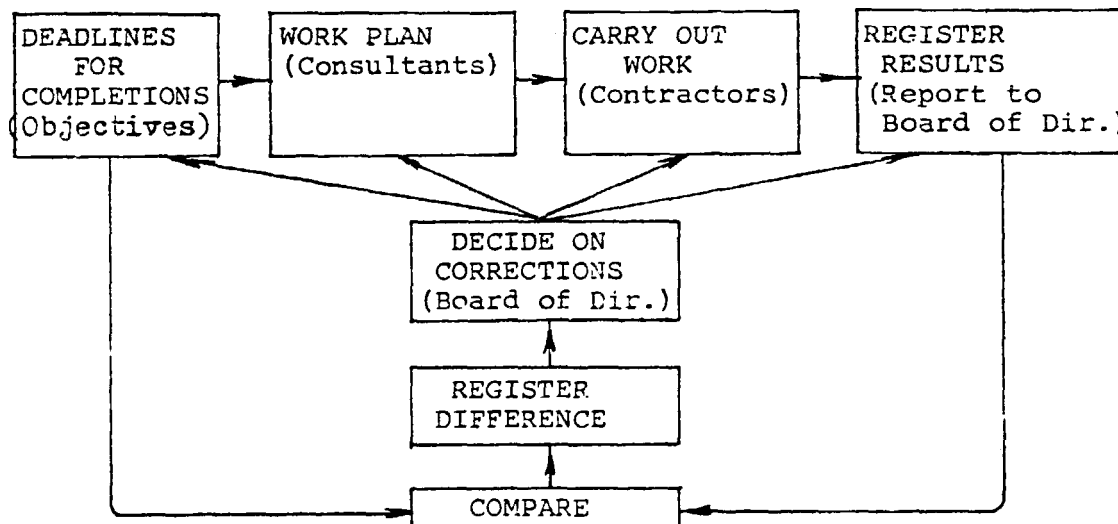 DEADLINES
FOR
COMPLETIONS
(Objectives)
WORK PLAN
(Consultants)
CARRY OUT
WORK
(Contractors)
REGISTER
RESULTS
(Report to
Board of Dir.)
DECIDE ON
CORRECTIONS
(Board of Dir.)
REGISTER
DIFFERENCE
COMPARE